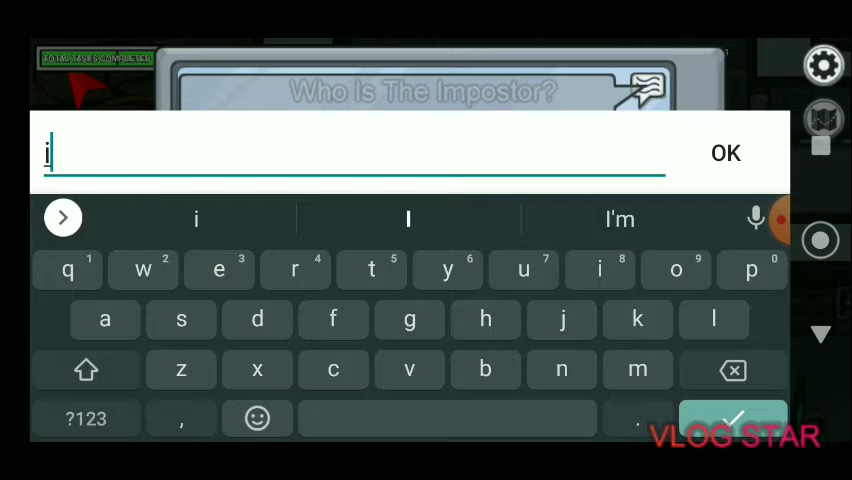 TOTAL TASKS COMPLETED
Who Is The Impostor?
i
OK
i I I'm
q 1 w 2 e 3 r 4 t 5 y 6 u 7 i 8 o 9 p 0
a s d f g h j k l
z x c v b n m
?123 , .
VLOG STAR